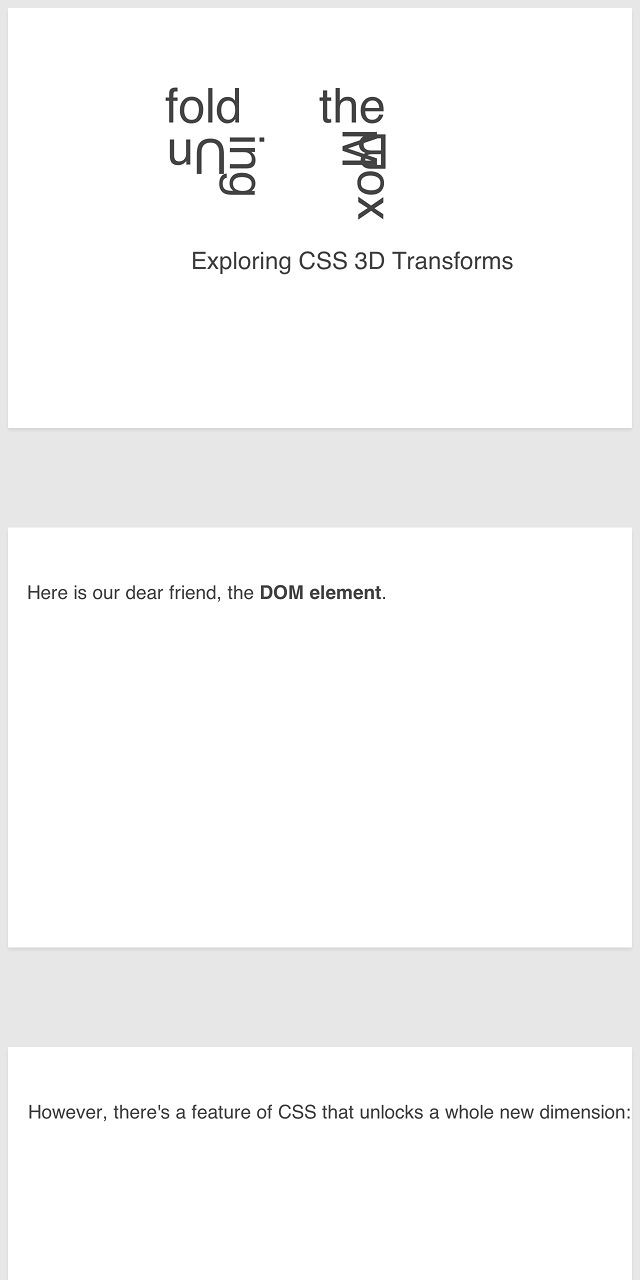 fold the
Un ing Box
Exploring CSS 3D Transforms
Here is our dear friend, the DOM element.
However, there's a feature of CSS that unlocks a whole new dimension: